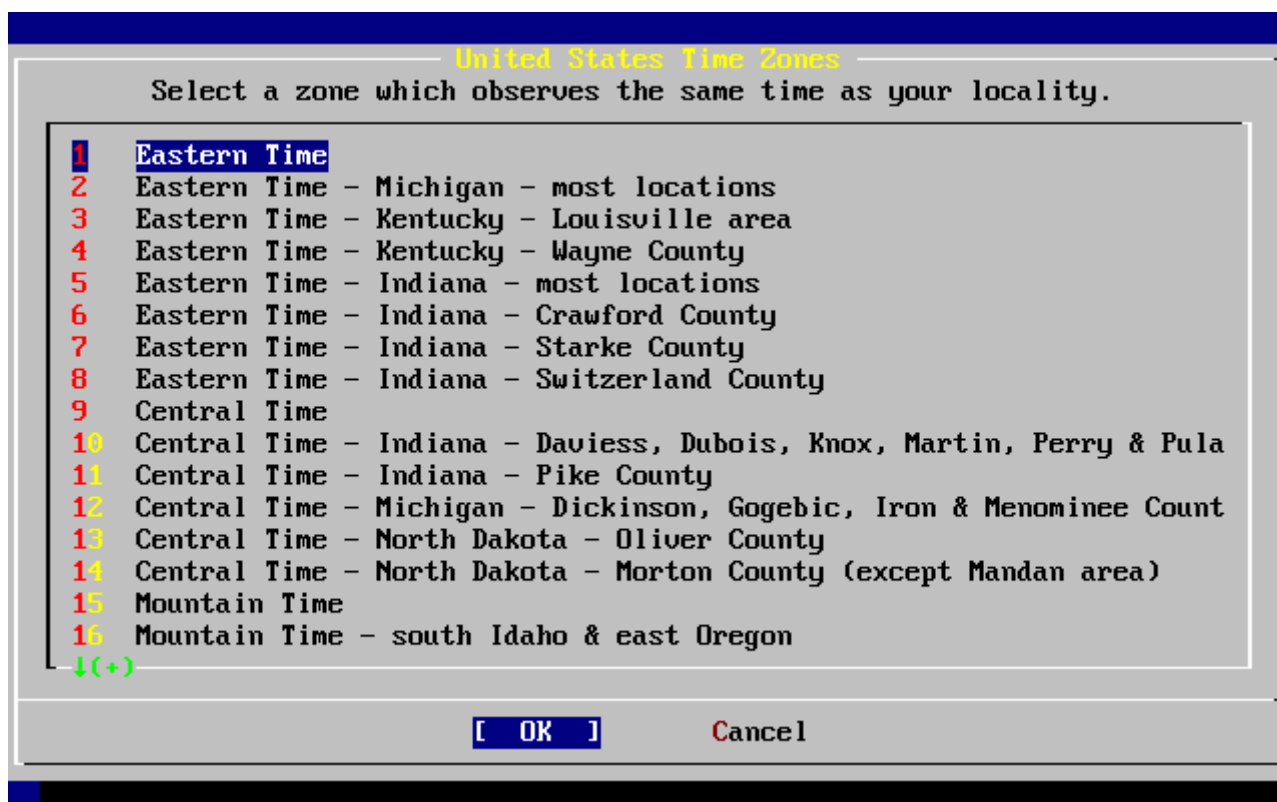 United States Time Zones
Select a zone which observes the same time as your locality.
1 Eastern Time
2 Eastern Time - Michigan - most locations
3 Eastern Time - Kentucky - Louisville area
4 Eastern Time - Kentucky - Wayne County
5 Eastern Time - Indiana - most locations
6 Eastern Time - Indiana - Crawford County
7 Eastern Time - Indiana - Starke County
8 Eastern Time - Indiana - Switzerland County
9 Central Time
10 Central Time - Indiana - Daviess, Dubois, Knox, Martin, Perry & Pula
11 Central Time - Indiana - Pike County
12 Central Time - Michigan - Dickinson, Gogebic, Iron & Menominee Count
13 Central Time - North Dakota - Oliver County
14 Central Time - North Dakota - Morton County (except Mandan area)
15 Mountain Time
16 Mountain Time - south Idaho & east Oregon
↓(+)
[ OK ] Cancel